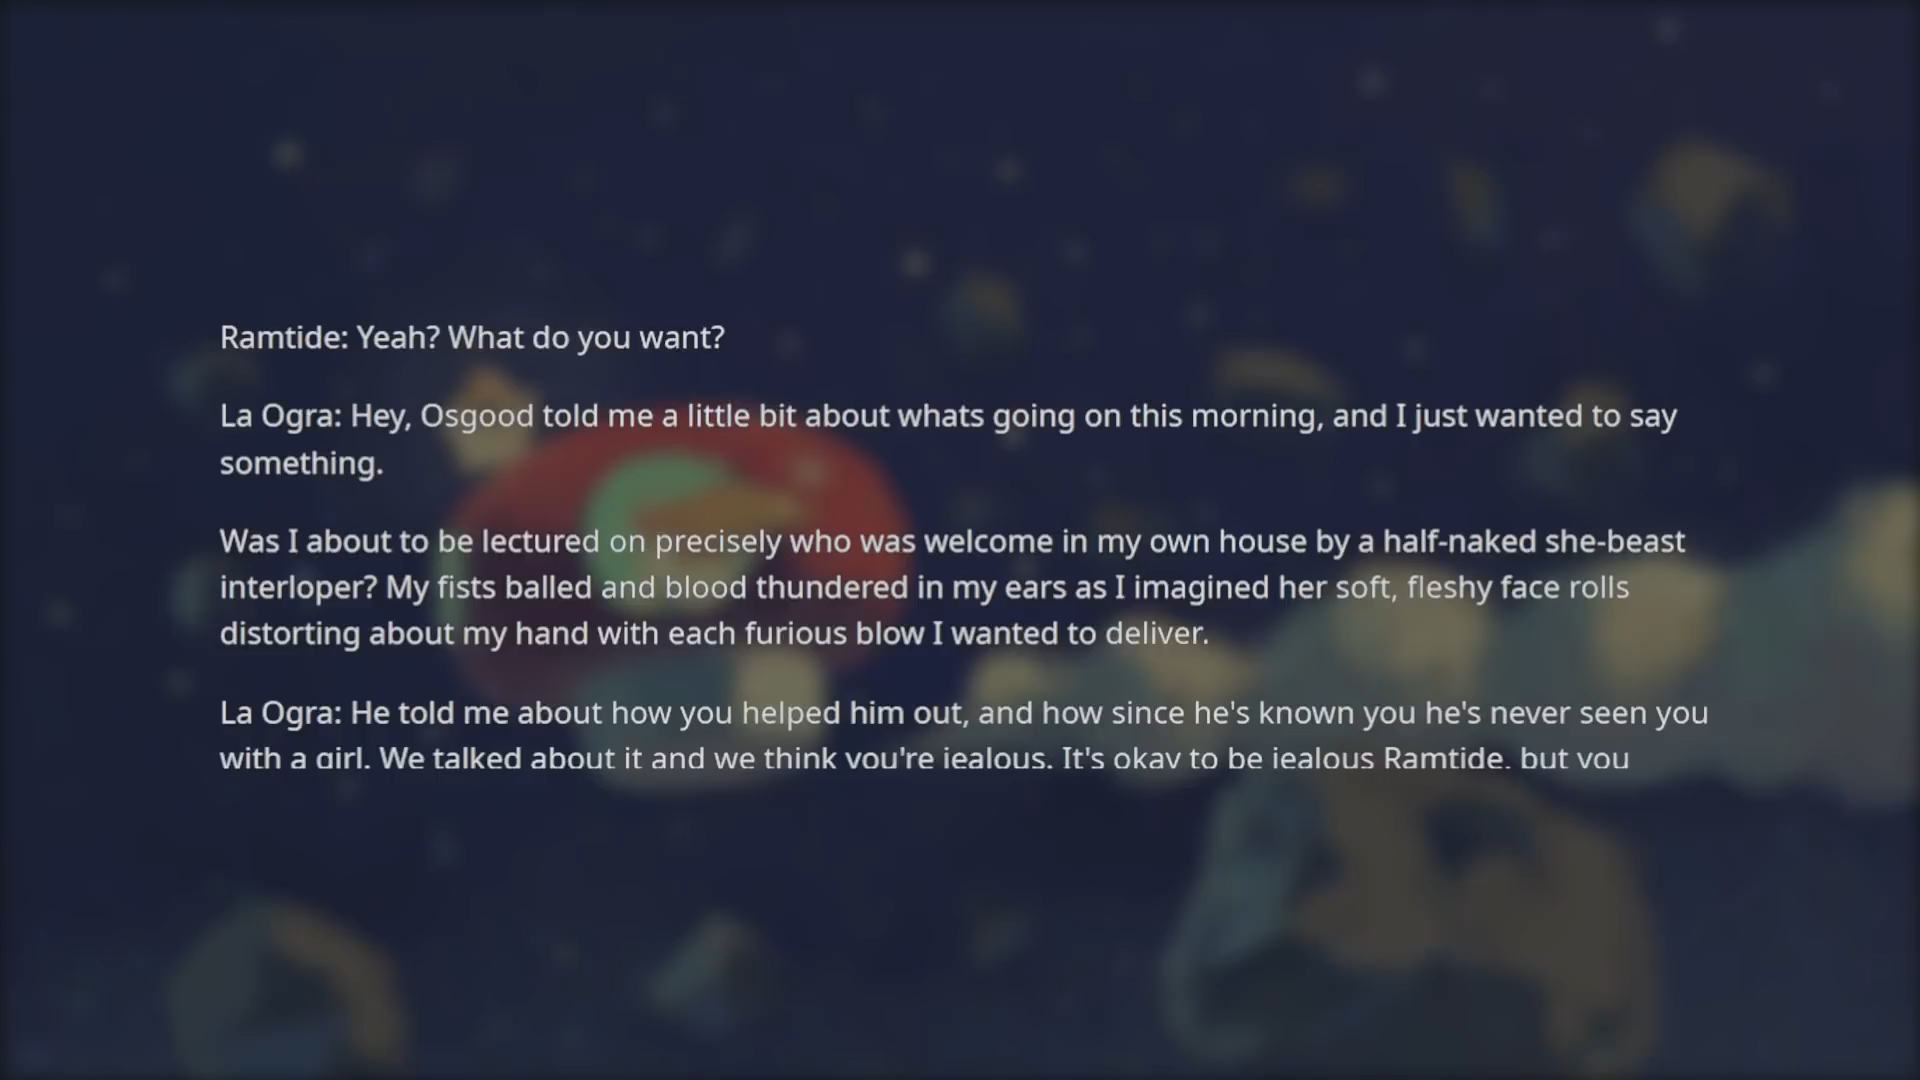 Ramtide: Yeah? What do you want?
La Ogra: Hey, Osgood told me a little bit about whats going on this morning, and I just wanted to say
something.
Was I about to be lectured on precisely who was welcome in my own house by a half-naked she-beast
interloper? My fists balled and blood thundered in my ears as I imagined her soft, fleshy face rolls
distorting about my hand with each furious blow I wanted to deliver.
La Ogra: He told me about how you helped him out, and how since he's known you he's never seen you
with a girl. We talked about it and we think you're jealous. It's okay to be jealous Ramtide, but you